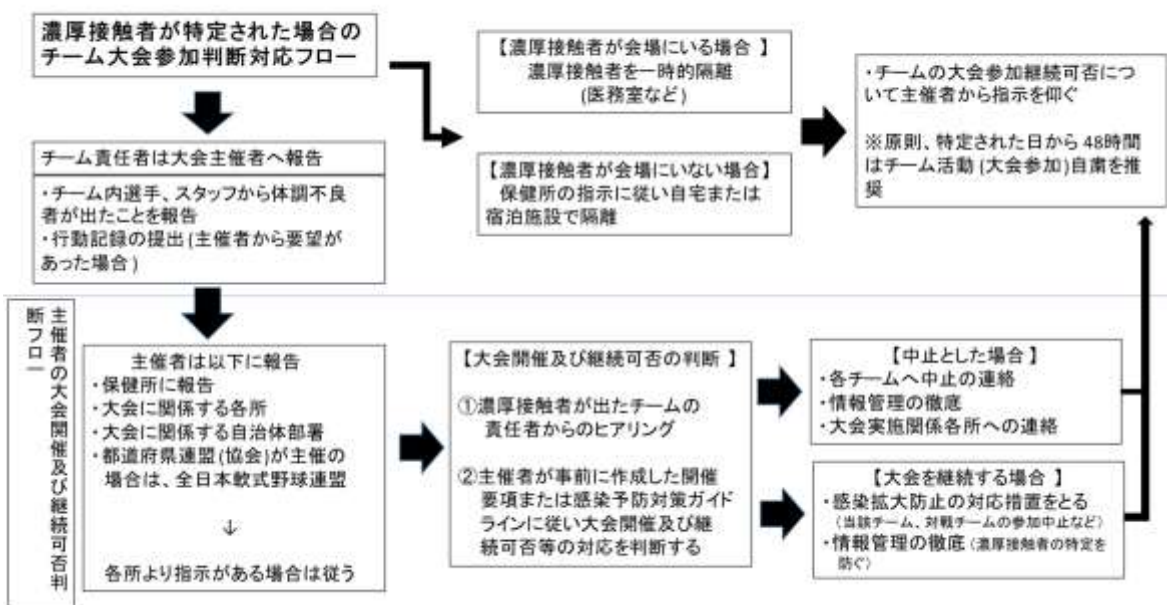 濃厚接触者が特定された場合の
チーム大会参加判断対応フロー
チーム責任者は大会主催者へ報告
・チーム内選手、スタッフから体調不良
者が出たことを報告
・行動記録の提出(主催者から要望が
あった場合)
【濃厚接触者が会場にいる場合 】
濃厚接触者を一時的隔離
(医務室など)
【濃厚接触者が会場にいない場合】
保健所の指示に従い自宅または
宿泊施設で隔離
・チームの大会参加継続可否につ
いて主催者から指示を仰ぐ
※原則、特定された日から 48時間
はチーム活動 (大会参加)自粛を推
奨
主催者の大会開催及び継続可否判
断フロー
主催者は以下に報告
・保健所に報告
・大会に関係する各所
・大会に関係する自治体部署
・都道府県連盟(協会)が主催の
場合は、全日本軟式野球連盟
↓
各所より指示がある場合は従う
【大会開催及び継続可否の判断 】
①濃厚接触者が出たチームの
責任者からのヒアリング
②主催者が事前に作成した開催
要項または感染予防対策ガイド
ラインに従い大会開催及び継
続可否等の対応を判断する
【中止とした場合 】
・各チームへ中止の連絡
・情報管理の徹底
・大会実施関係各所への連絡
【大会を継続する場合 】
・感染拡大防止の対応措置をとる
(当該チーム、対戦チームの参加中止など)
・情報管理の徹底 (濃厚接触者の特定を
防ぐ)